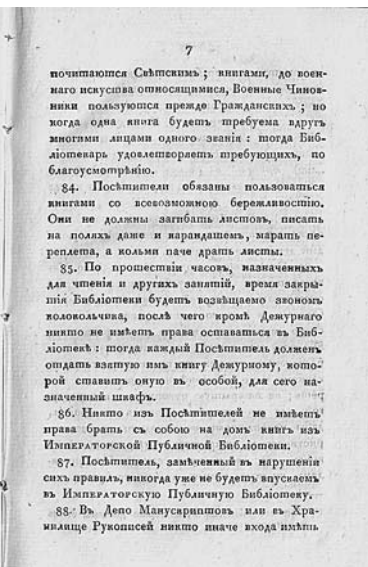 7
почитаются Свѣтскимъ; книгами, до воен-
наго искуства относящимися, Военные Чинов-
ники пользуются прежде Гражданскихъ; но
когда одна книга будетъ требуема вдругъ
многими лицами одного званія: тогда Биб-
ліотекарь удовлетворяетъ требующихъ, по
благоусмотрѣнію.
84. Посѣтители обязаны пользоваться
книгами со всевозможною бережливостію.
Они не должны загибать листовъ, писать
на поляхъ даже и карандашемъ, марать пе-
реплета, а кольми паче драть листы.
85. По прошествіи часовъ, назначенныхъ
для чтенія и другихъ занятій, время закры-
тія Библіотеки будетъ возвѣщаемо звономъ
колокольчика, послѣ чего кромѣ Дежурнаго
никто не имѣетъ права оставаться въ Биб-
ліотекѣ: тогда каждый Посѣтитель долженъ
отдать взятую имъ книгу Дежурному, кото-
рой ставитъ оную въ особой, для сего на-
значенный шкафъ.
86. Никто изъ Посѣтителей не имѣетъ
права брать съ собою на домъ книгъ изъ
Императорской Публичной Библіотеки.
87. Посѣтитель, замѣченный въ нарушеніи
сихъ правилъ, никогда уже не будетъ впускаемъ
въ Императорскую Публичную Библіотеку.
88. Въ Депо Манускриптовъ или въ Хра-
нилище Рукописей никто иначе входа имѣть